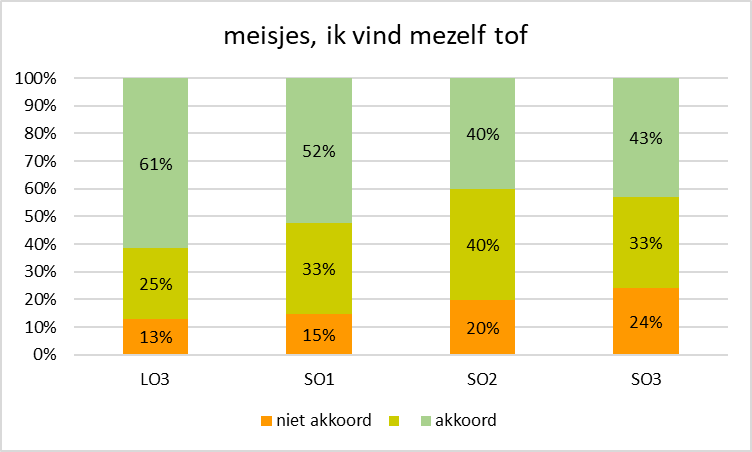 meisjes, ik vind mezelf tof
100%
90%
80%
70%
60%
50%
40%
30%
20%
10%
0%
61% 52% 40% 43%
25% 33% 40% 33%
13% 15% 20% 24%
LO3 SO1 SO2 SO3
niet akkoord akkoord